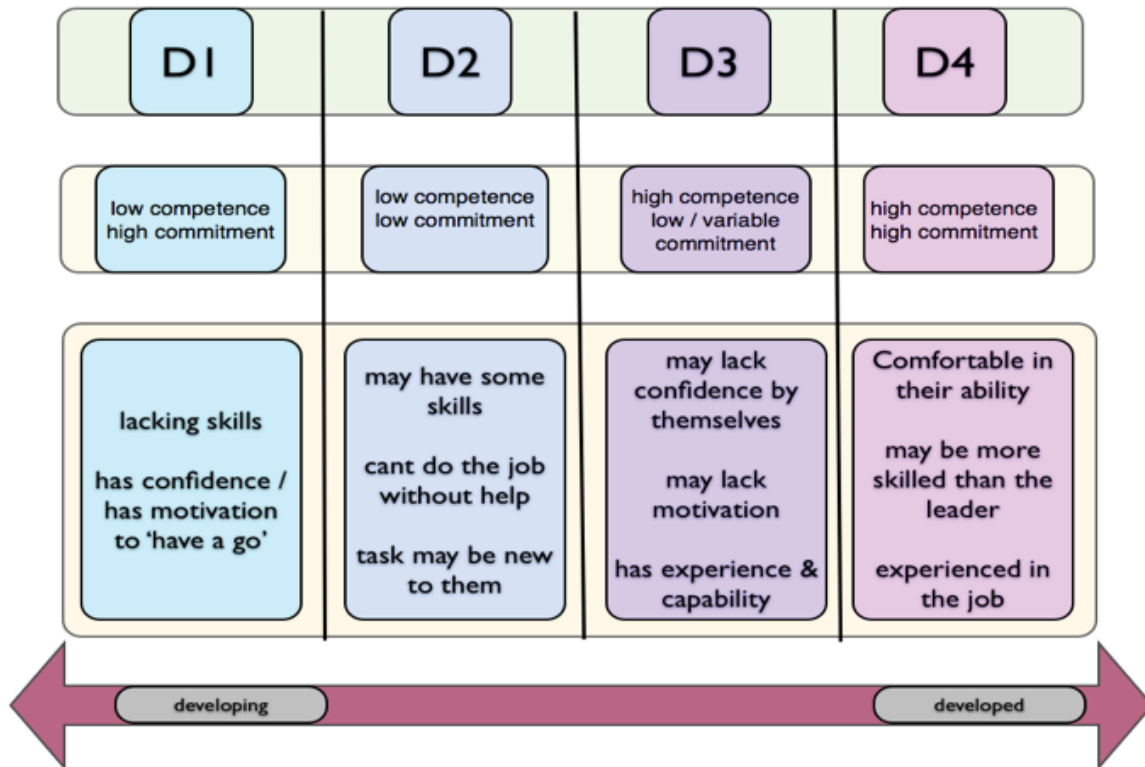 D1
D2
D3
D4
low competence
high commitment
low competence
low commitment
high competence
low / variable
commitment
high competence
high commitment
lacking skills
has confidence /
has motivation
to ‘have a go’
may have some
skills
cant do the job
without help
task may be new
to them
may lack
confidence by
themselves
may lack
motivation
has experience &
capability
Comfortable in
their ability
may be more
skilled than the
leader
experienced in
the job
developing
developed